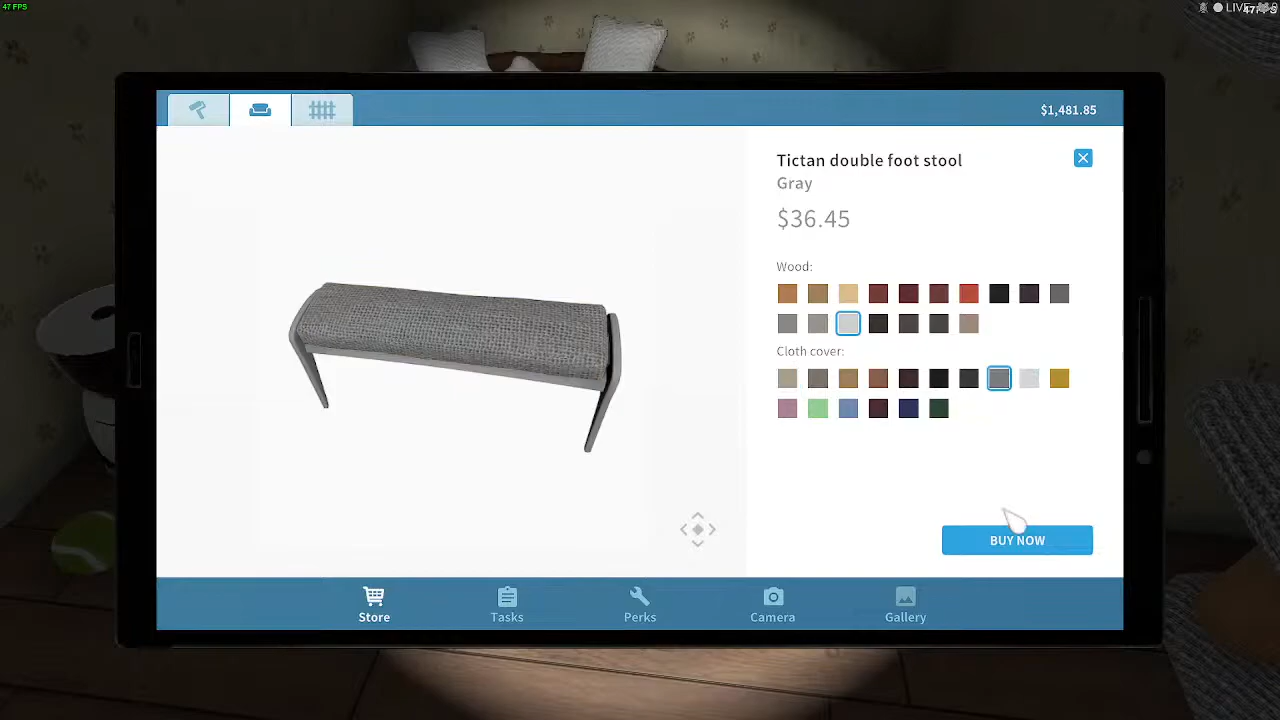 47 FPS
LIVE
$1,481.85
Tictan double foot stool
Gray
$36.45
Wood:
Cloth cover:
BUY NOW
Store
Tasks
Perks
Camera
Gallery